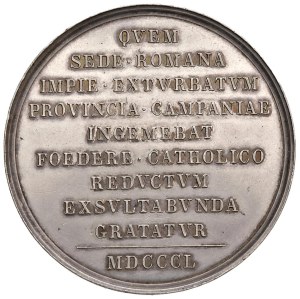 QVEM
SEDE · ROMANA
IMPIE · EXTVRBATVM
PROVINCIA · CAMPANIAE
INGEMEBAT
FOEDERE · CATHOLICO
REDVCTVM
EXSVLTABVNDA
GRATATVR
MDCCCL